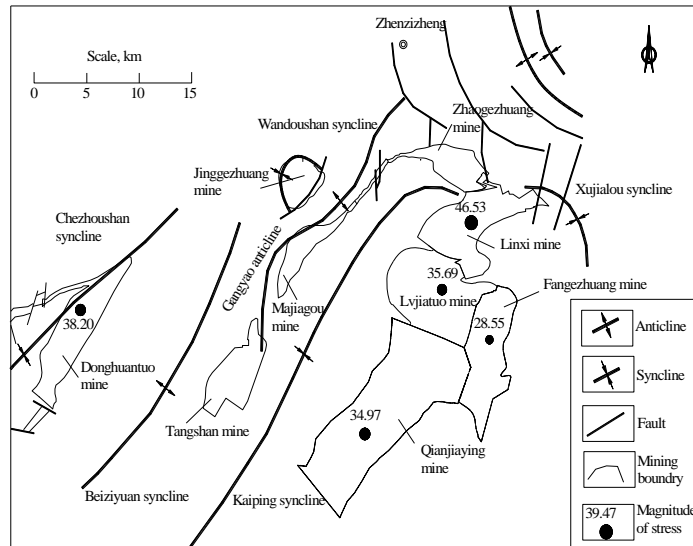 Zhenzizheng
Scale, km
0 5 10 15
Zhaogezhuang
mine
Wandoushan syncline
Jinggezhuang
mine
Xujialou syncline
Chezhoushan
syncline
46.53
Linxi mine
Gangyao anticline
35.69
Fangezhuang mine
Majiagou
mine
Lvjiatuo mine
38.20
28.55
Donghuantuo
mine
Tangshan mine
34.97
Qianjiaying
mine
Beiziyuan syncline
Kaiping syncline
Anticline
Syncline
Fault
Mining
boundry
39.47
Magnitude
of stress